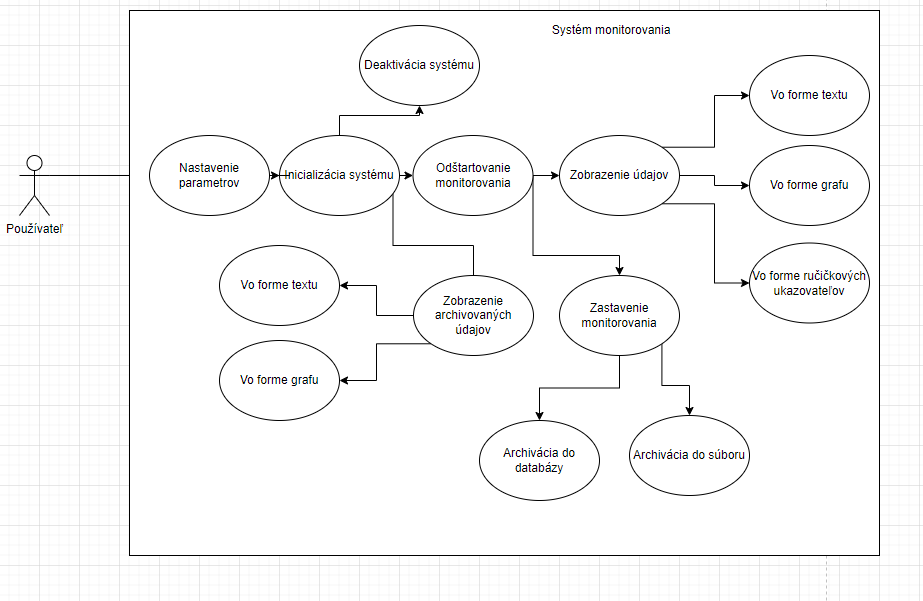 Systém monitorovania
Deaktivácia systému
Vo forme textu
Nastavenie
parametrov
Inicializácia systému
Odštartovanie
monitorovania
Zobrazenie údajov
Vo forme grafu
Používateľ
Vo forme textu
Zobrazenie
archivovaných
údajov
Zastavenie
monitorovania
Vo forme ručičkových
ukazovateľov
Vo forme grafu
Archivácia do
databázy
Archivácia do súboru